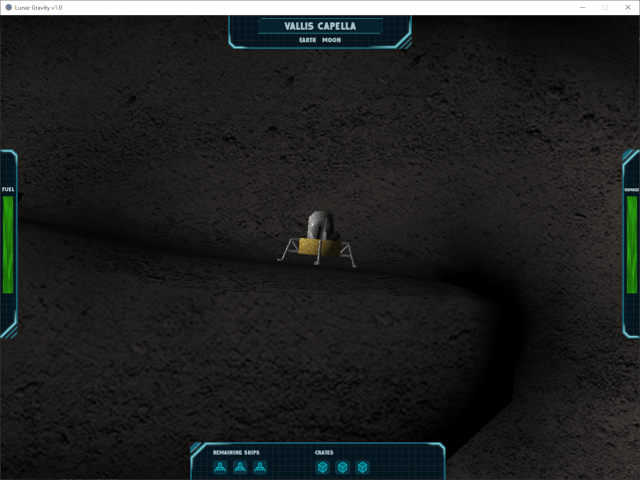 Lunar Gravity v1.0
VALLIS CAPELLA
EARTH MOON
FUEL
DAMAGE
REMAINING SHIPS
CRATES